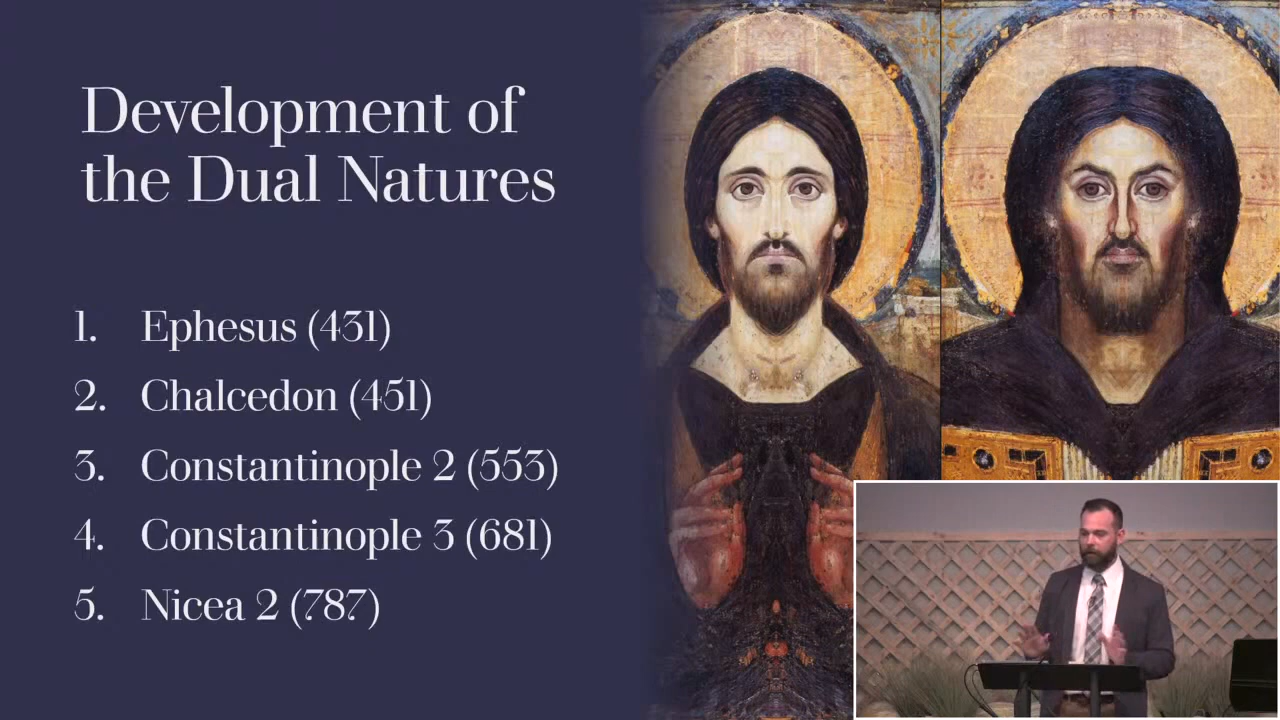 Development of
the Dual Natures
1. Ephesus (431)
2. Chalcedon (451)
3. Constantinople 2 (553)
4. Constantinople 3 (681)
5. Nicea 2 (787)